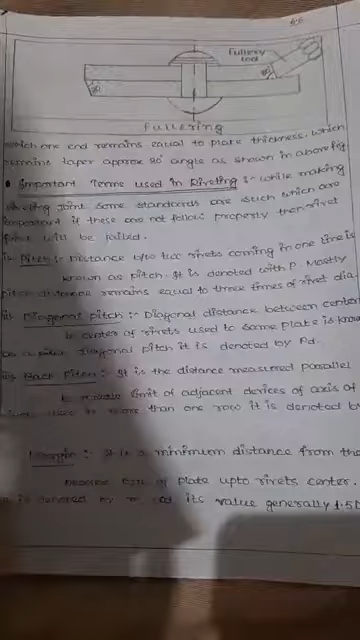 Fullering
tool
80°
80°
Fullering
which one end remains equal to plate thickness. which
remains taper approx 80° angle as shown in above fig
• Important Terms used in Riveting :- while making
Riveting joint some standards are such which are
important if these are not follow properly then rivet
joint will be failed.
i) Pitch :- Distance b/w two rivets coming in one line is
known as pitch. It is denoted with P. Mostly
pitch distance remains equal to three times of rivet dia.
ii) Diagonal pitch :- Diagonal distance between center
to center of rivets used to same plate is know
diagonal pitch it is denoted by Pd.
iii) Back Pitch :- It is the distance measured parallel
to limit of adjacent devices of axis of
more than one row it is denoted by
Margin :- It is a minimum distance from the
of plate upto rivets center.
is denoted by m its value generally 1.5D